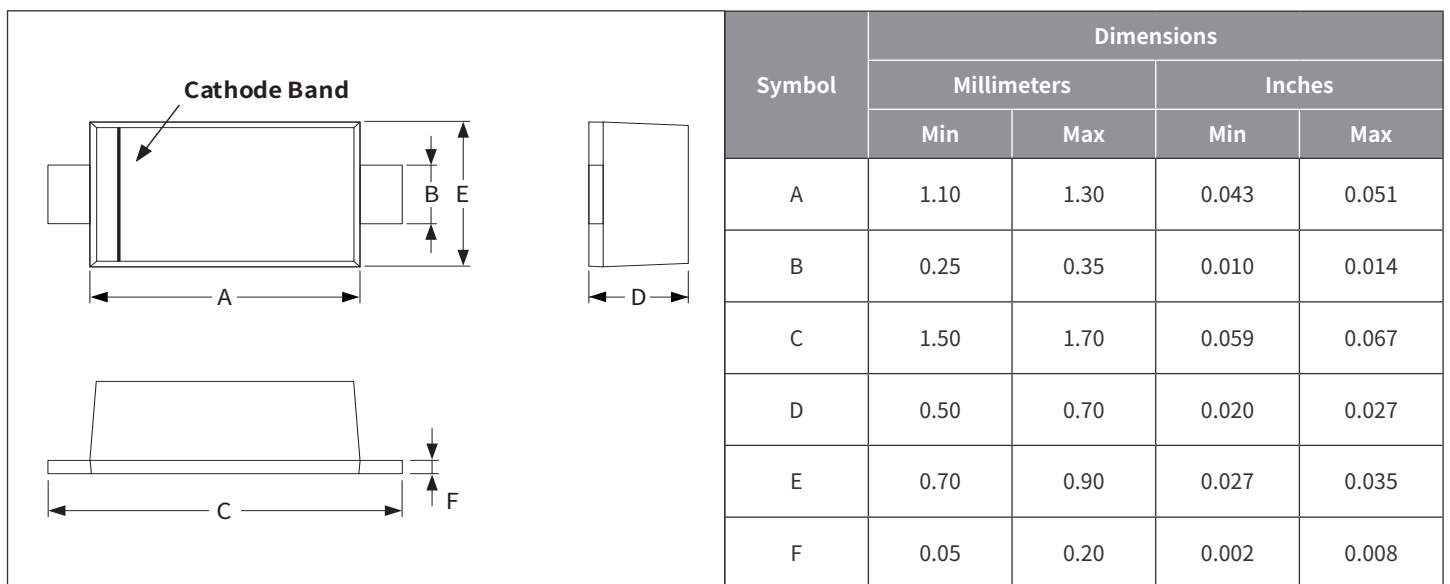 Cathode Band
B
E
A
D
C
F
Symbol
Dimensions
Millimeters
Inches
Min
Max
Min
Max
A 1.10 1.30 0.043 0.051
B 0.25 0.35 0.010 0.014
C 1.50 1.70 0.059 0.067
D 0.50 0.70 0.020 0.027
E 0.70 0.90 0.027 0.035
F 0.05 0.20 0.002 0.008